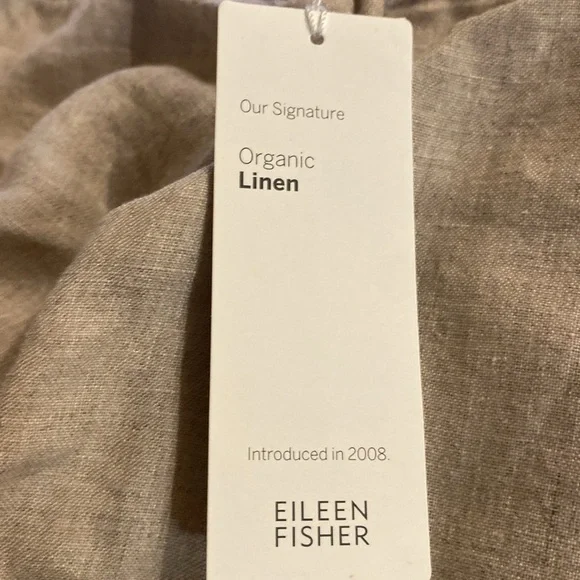 Our Signature
Organic
Linen
Introduced in 2008.
EILEEN
FISHER